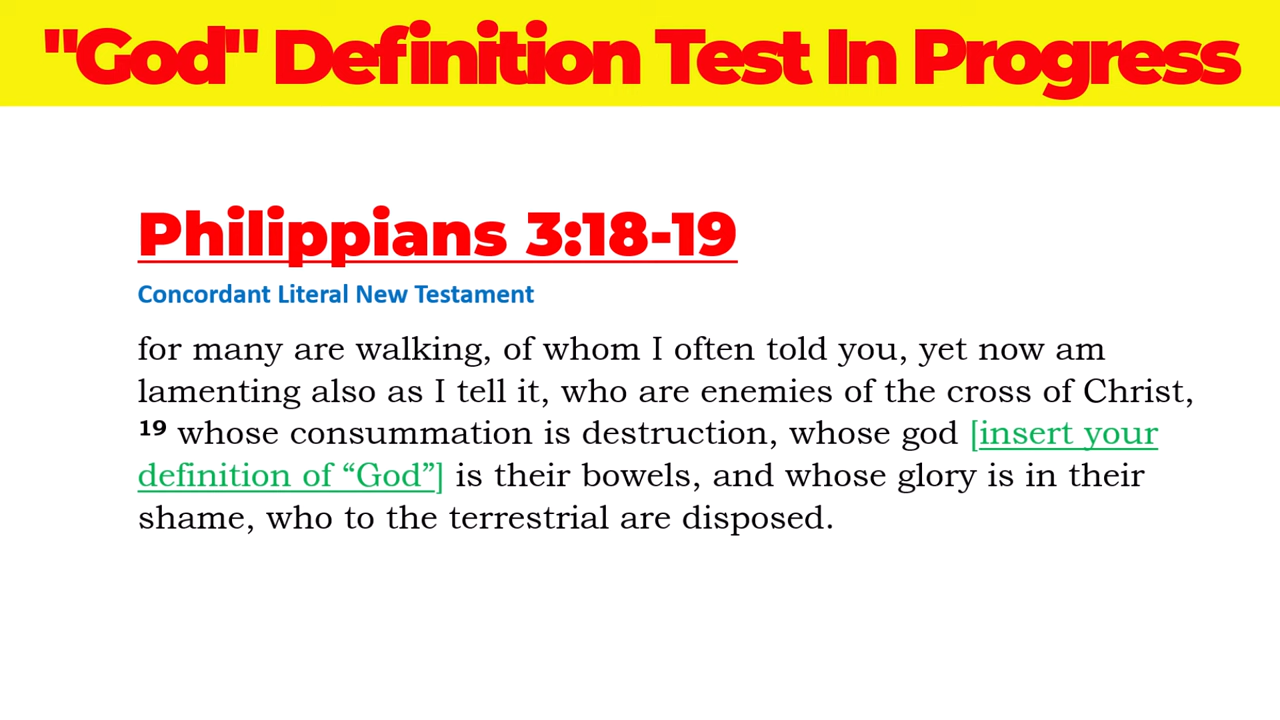 "God" Definition Test In Progress
Philippians 3:18-19
Concordant Literal New Testament
for many are walking, of whom I often told you, yet now am
lamenting also as I tell it, who are enemies of the cross of Christ,
19 whose consummation is destruction, whose god [insert your
definition of “God”] is their bowels, and whose glory is in their
shame, who to the terrestrial are disposed.